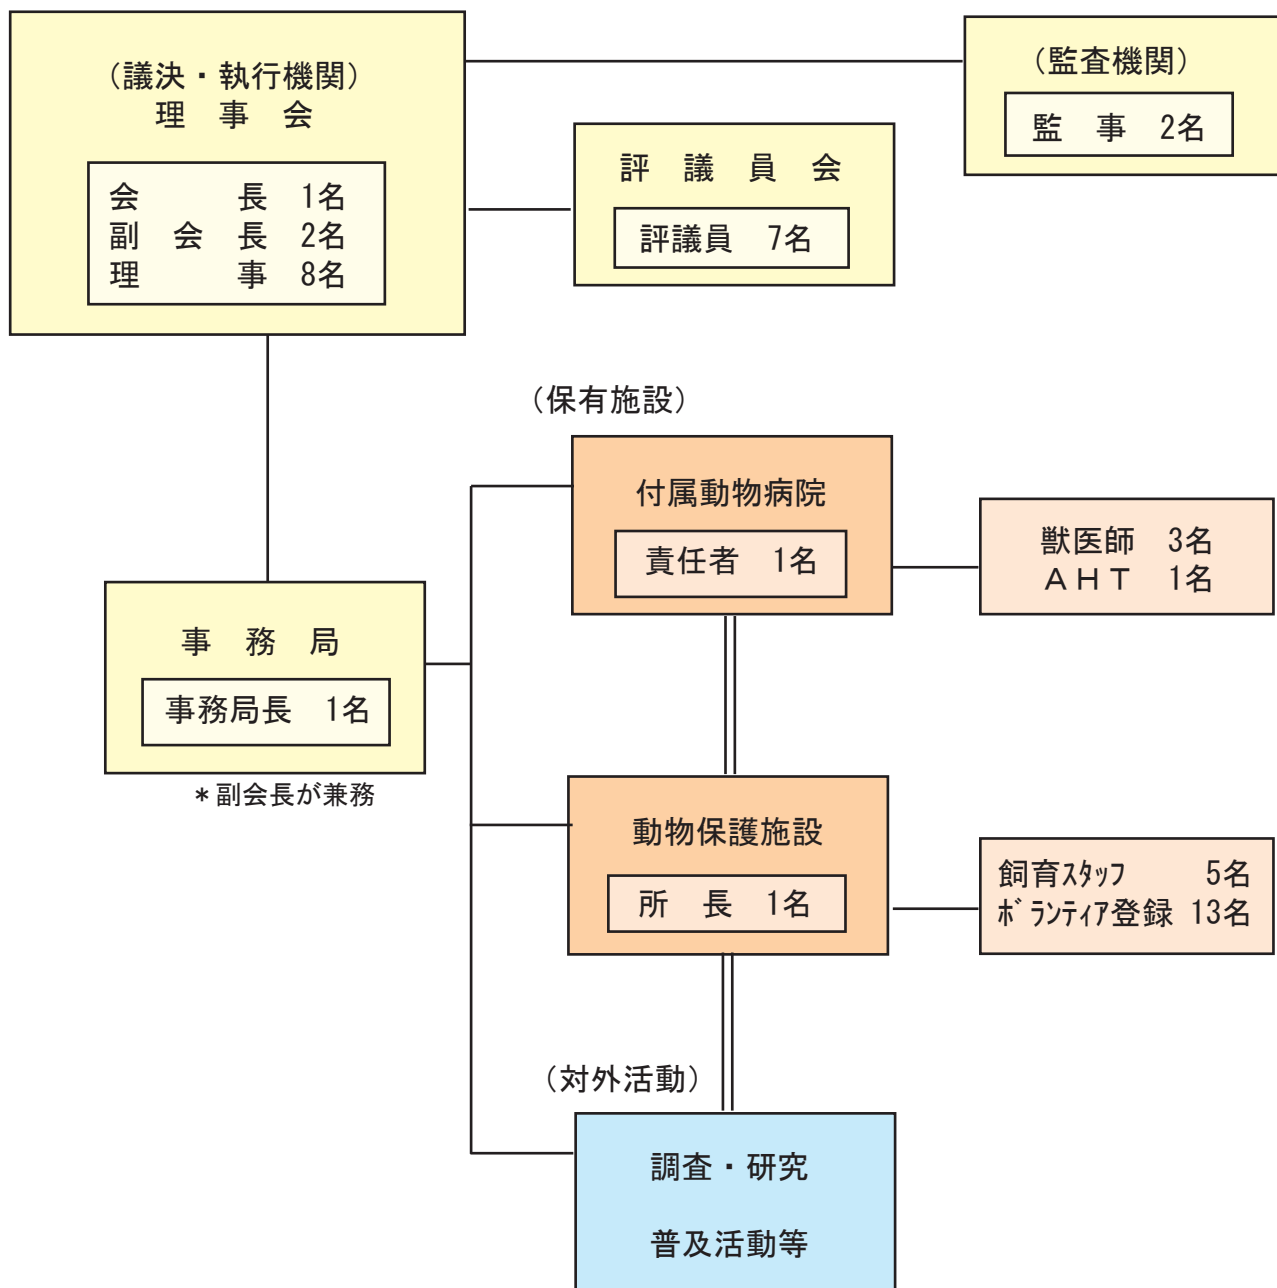 （議決・執行機関）
理　事　会
会　　　長　1名
副　会　長　2名
理　　　事　8名
（監査機関）
監　事　2名
評　議　員　会
評議員　7名
（保有施設）
付属動物病院
責任者　1名
獣医師　3名
ＡＨＴ　1名
事　務　局
事務局長　1名
＊副会長が兼務
動物保護施設
所　長　1名
飼育ｽﾀｯﾌ　　5名
ﾎﾞﾗﾝﾃｨｱ登録 13名
（対外活動）
調査・研究
普及活動等